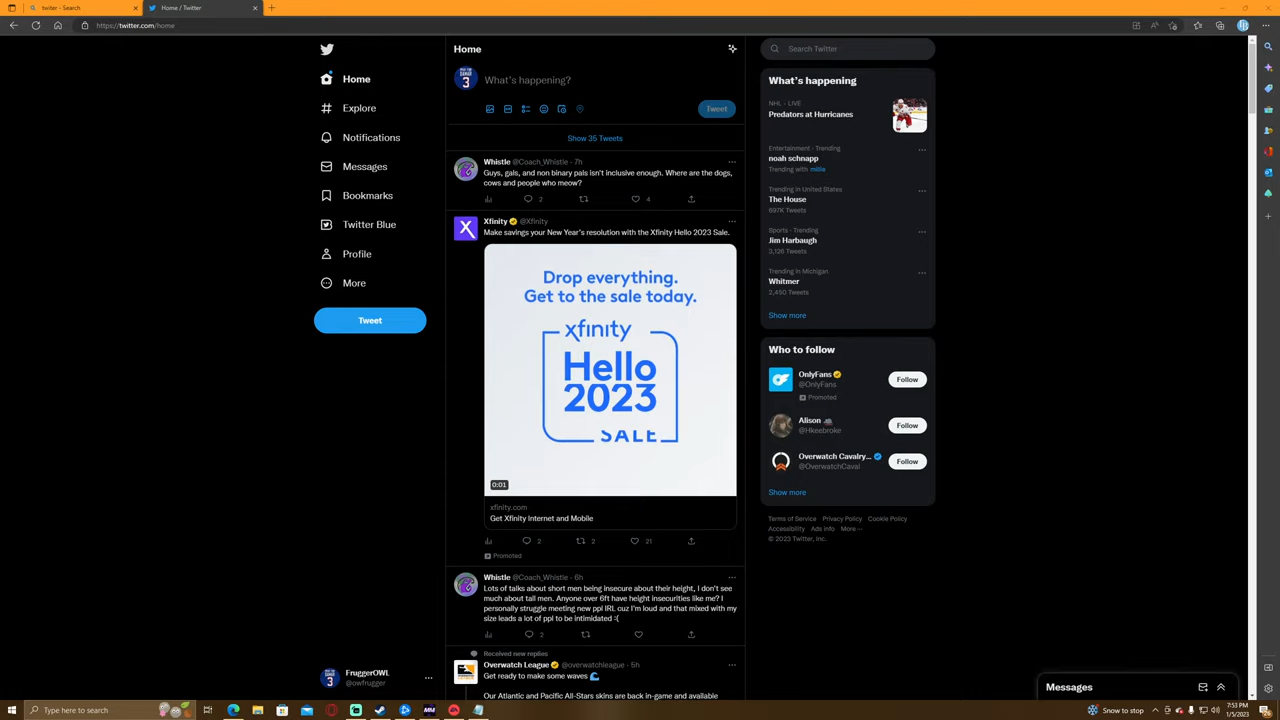 twiter - Search
Home / Twitter
https://twitter.com/home
Home
Explore
Notifications
Messages
Bookmarks
Twitter Blue
Profile
More
Tweet
FruggerOWL
@owfrugger
Home
What's happening?
Tweet
Show 35 Tweets
Whistle @Coach_Whistle · 7h
Guys, gals, and non binary pals isn't inclusive enough. Where are the dogs,
cows and people who meow?
2
4
Xfinity @Xfinity
Make savings your New Year's resolution with the Xfinity Hello 2023 Sale.
Drop everything.
Get to the sale today.
xfinity
Hello
2023
SALE
0:01
xfinity.com
Get Xfinity Internet and Mobile
2
2
21
Promoted
Whistle @Coach_Whistle · 6h
Lots of talks about short men being insecure about their height, I don't see
much about tall men. Anyone over 6ft have height insecurities like me? I
personally struggle meeting new ppl IRL cuz I'm loud and that mixed with my
size leads a lot of ppl to be intimidated :(
2
Received new replies
Overwatch League @overwatchleague · 5h
Get ready to make some waves 🌊
Our Atlantic and Pacific All-Stars skins are back in-game and available
Search Twitter
What's happening
NHL · LIVE
Predators at Hurricanes
Entertainment · Trending
noah schnapp
Trending with millie
Trending in United States
The House
697K Tweets
Sports · Trending
Jim Harbaugh
3,126 Tweets
Trending in Michigan
Whitmer
2,450 Tweets
Show more
Who to follow
OnlyFans
@OnlyFans
Promoted
Follow
Alison
@Hkeebroke
Follow
Overwatch Cavalry...
@OverwatchCaval
Follow
Show more
Terms of Service Privacy Policy Cookie Policy
Accessibility Ads info More ···
© 2023 Twitter, Inc.
Messages
Type here to search
Snow to stop
7:53 PM
1/5/2023